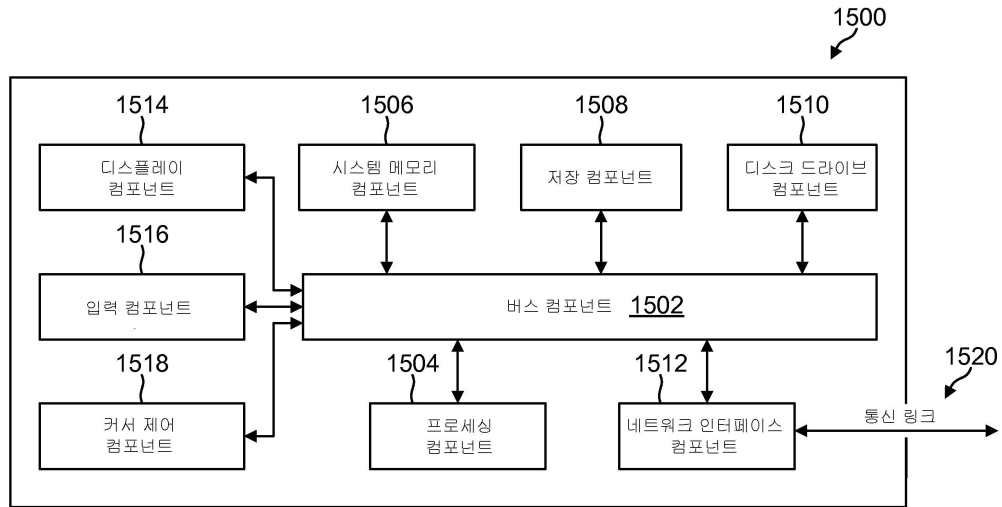 1500
1514
1506
1508
1510
디스플레이
컴포넌트
시스템 메모리
컴포넌트
저장 컴포넌트
디스크 드라이브
컴포넌트
1516
입력 컴포넌트
버스 컴포넌트 1502
1518
1504
1512
1520
커서 제어
컴포넌트
프로세싱
컴포넌트
네트워크 인터페이스
컴포넌트
통신 링크